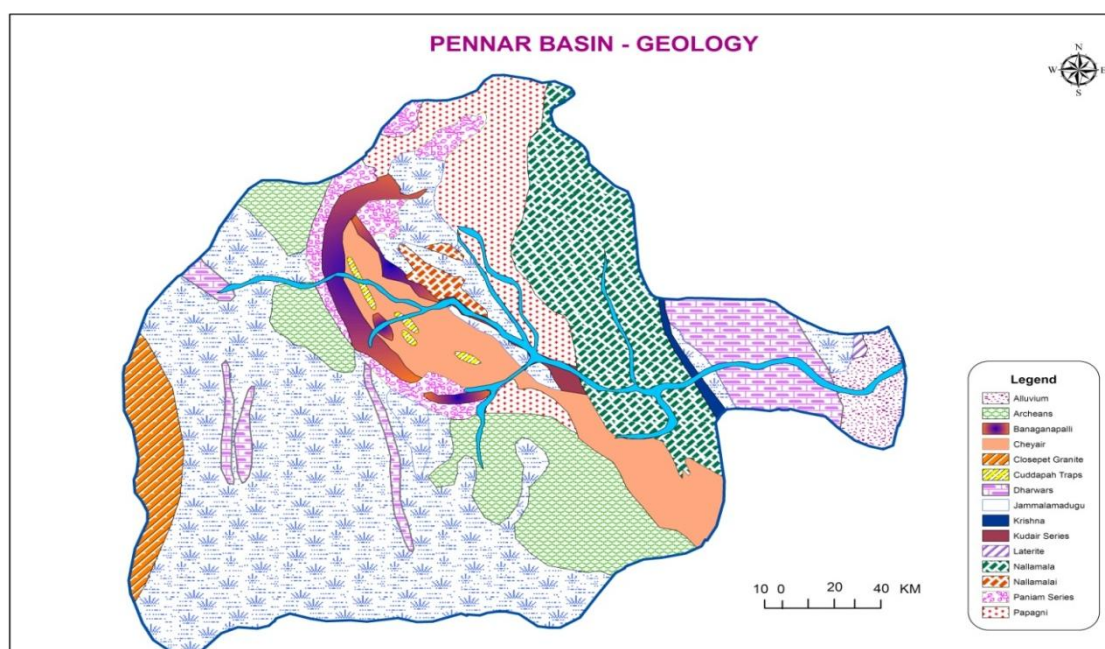 PENNAR BASIN - GEOLOGY
N
W E
S
Legend
Alluvium
Archeans
Banaganapalli
Cheyair
Closepet Granite
Cuddapah Traps
Dharwars
Jammalamadugu
Krishna
Kudair Series
Laterite
Nallamala
Nallamalai
Paniam Series
Papagni
10 0 20 40 KM